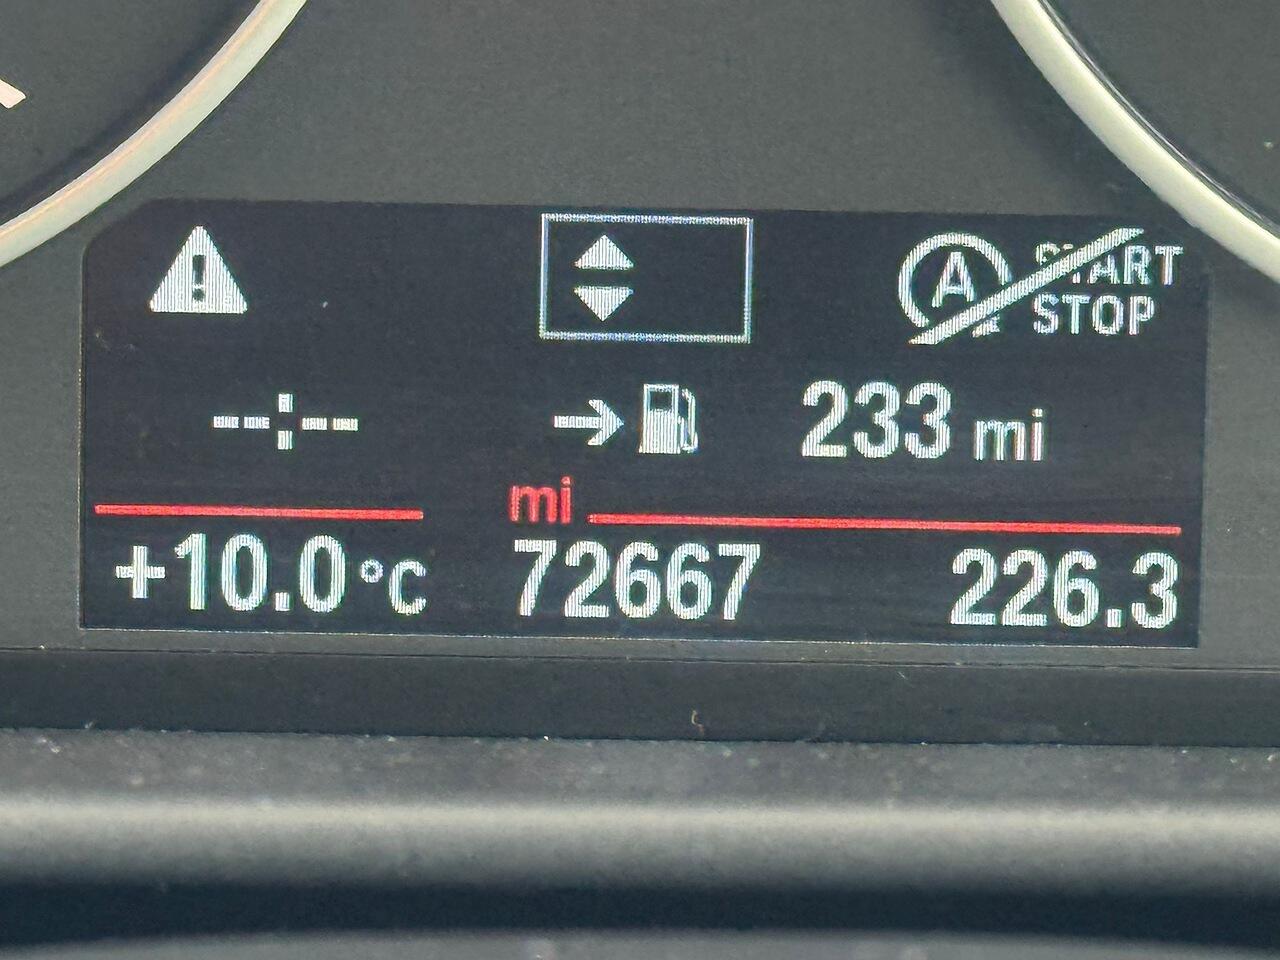 A START
STOP
--:-- 233 mi
mi
+10.0 °C 72667 226.3